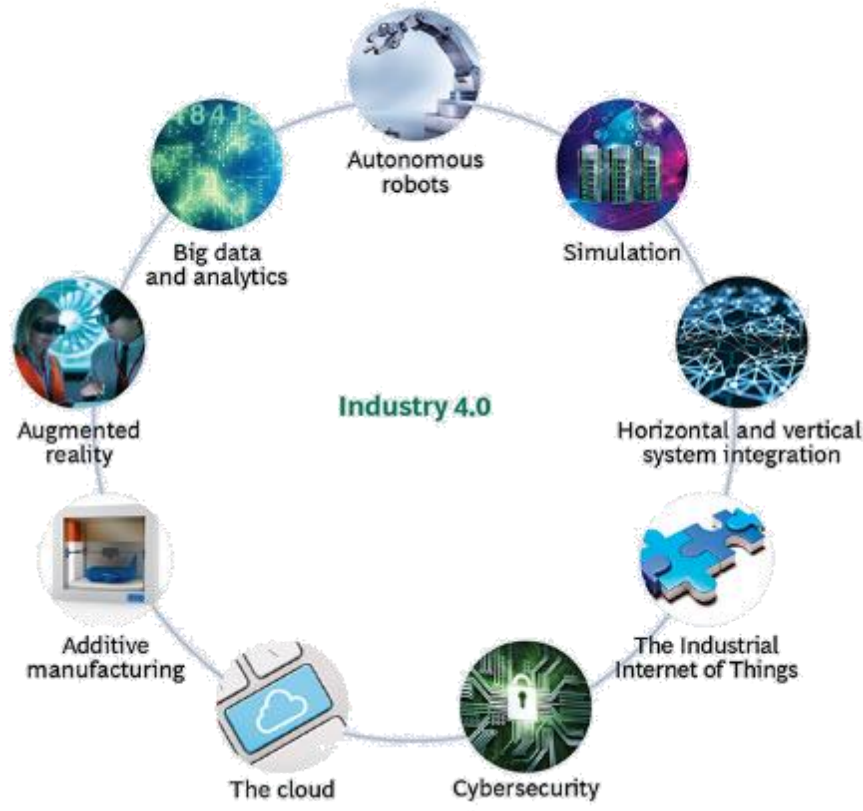 Autonomous
robots
Simulation
Horizontal and vertical
system integration
The Industrial
Internet of Things
Cybersecurity
The cloud
Additive
manufacturing
Augmented
reality
Big data
and analytics
Industry 4.0